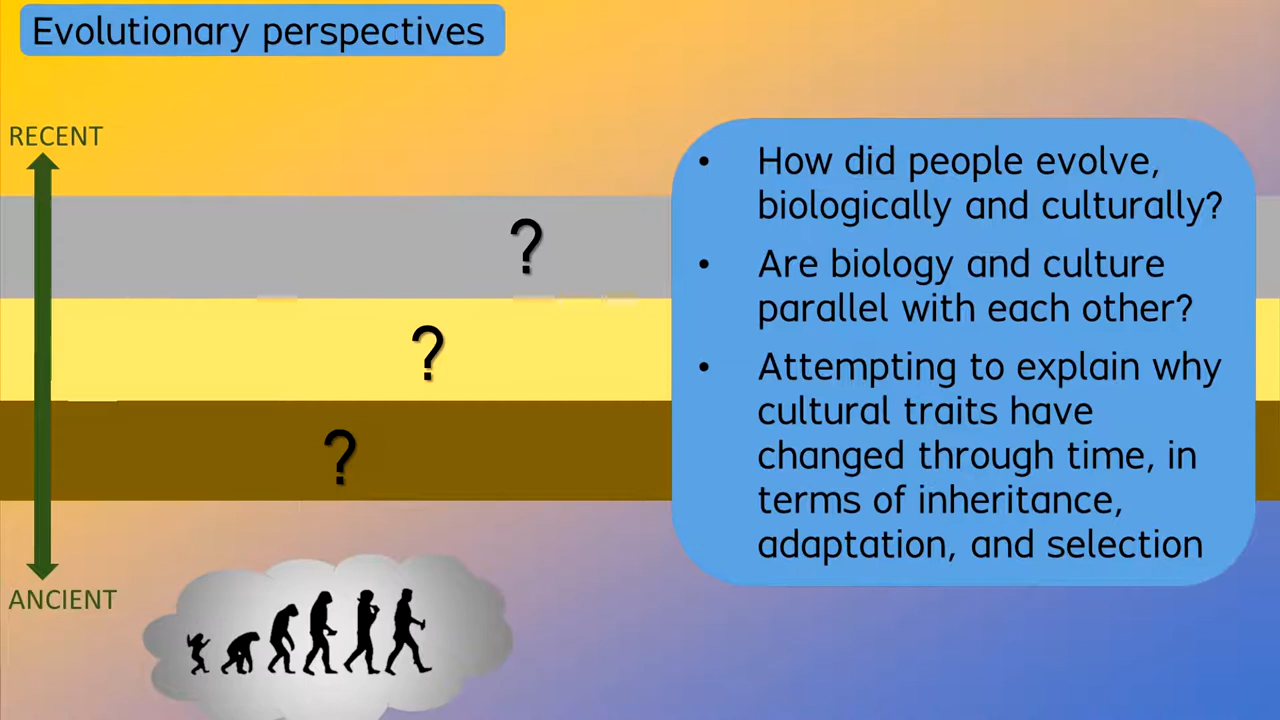 Evolutionary perspectives
RECENT
?
?
?
ANCIENT
• How did people evolve,
biologically and culturally?
• Are biology and culture
parallel with each other?
• Attempting to explain why
cultural traits have
changed through time, in
terms of inheritance,
adaptation, and selection